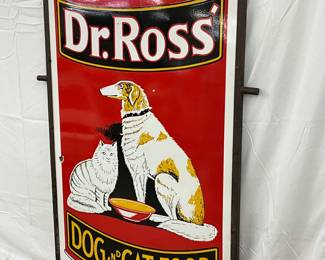 Dr. Ross'
DOG AND CAT FOOD